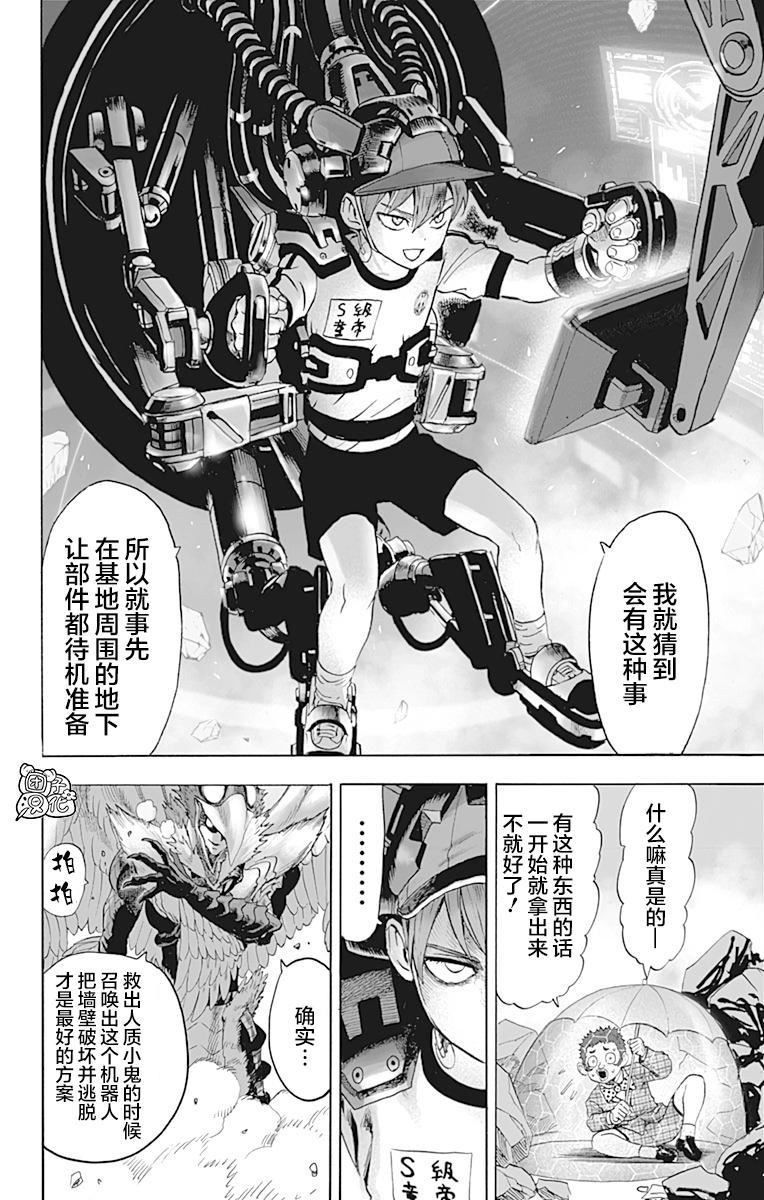 我就猜到
会有这种事
所以就事先
在基地周围的地下
让部件都待机准备
S级
童帝
什么嘛真是的—
有这种东西的话
一开始就拿出来
不就好了！
………
S级
童帝
确实…
救出人质小鬼的时候
召唤出这个机器人
把墙壁破坏并逃脱
才是最好的方案
拍
拍